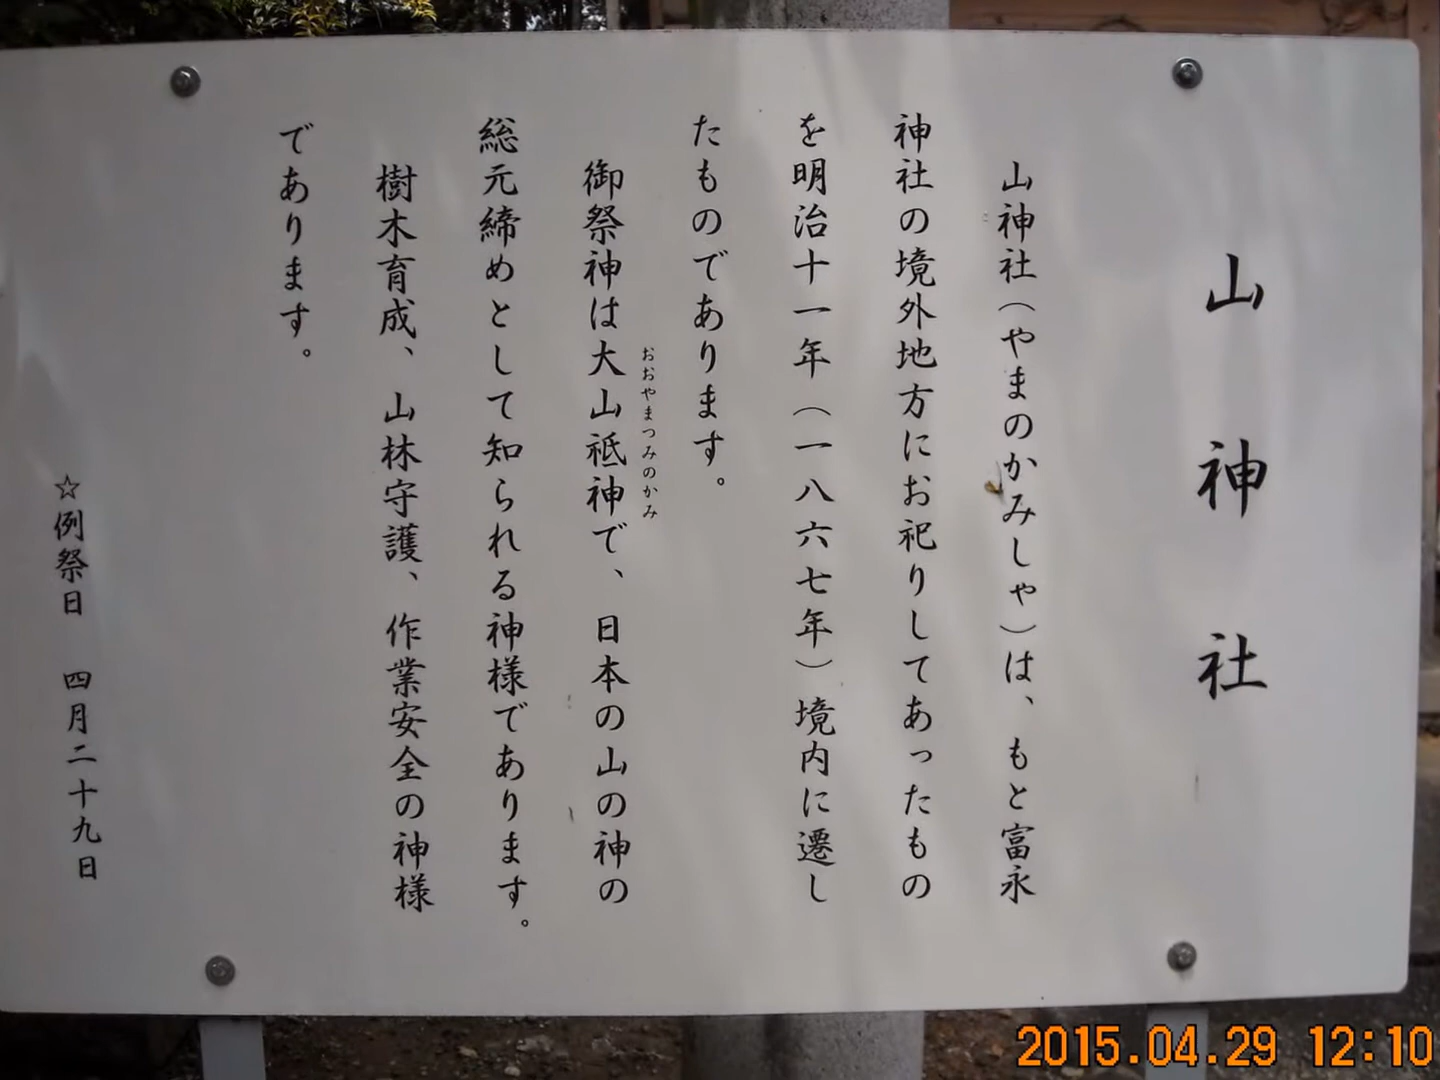 山神社
山神社（やまのかみしゃ）は、もと富永
神社の境外地方にお祀りしてあったもの
を明治十一年（一八六七年）境内に遷し
たものであります。
御祭神は大山祗神で、日本の山の神の
おおやまつみのかみ
総元締めとして知られる神様であります。
樹木育成、山林守護、作業安全の神様
であります。
☆例祭日　四月二十九日
2015.04.29 12:10